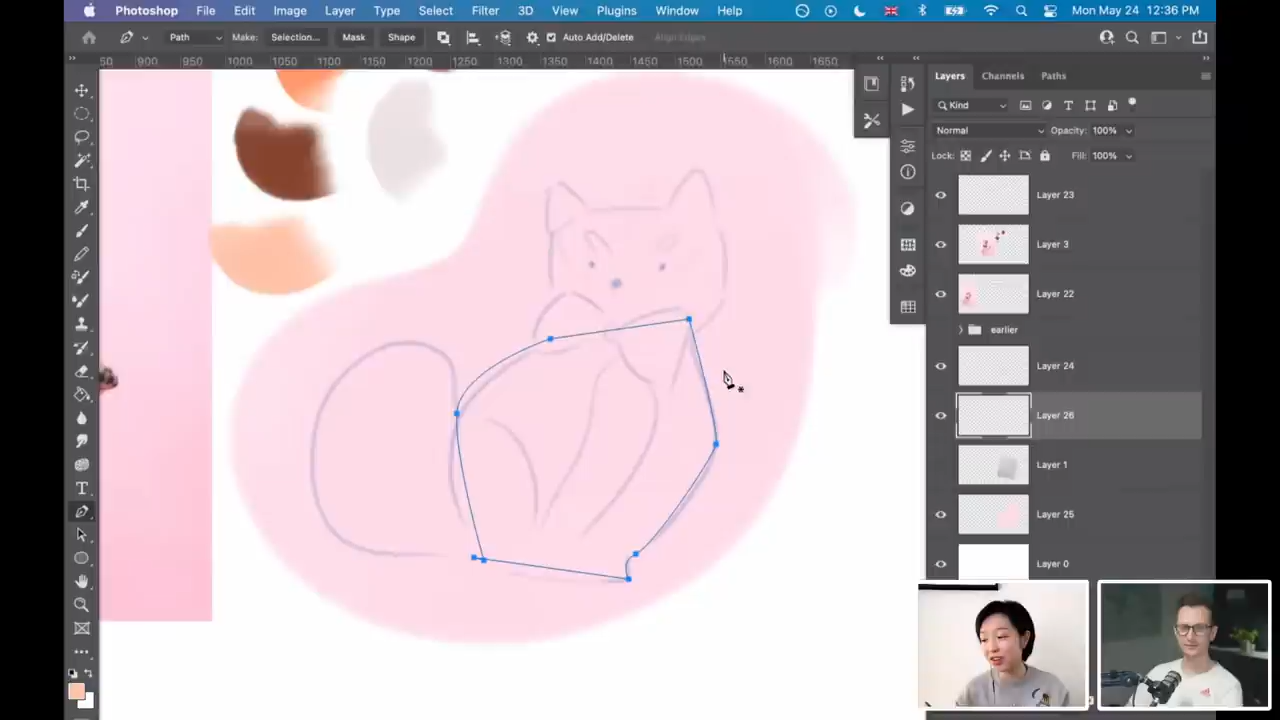 Photoshop File Edit Image Layer Type Select Filter 3D View Plugins Window Help Mon May 24 12:36 PM
Path Make: Selection... Mask Shape Auto Add/Delete Align Edges
50 900 950 1000 1050 1100 1150 1200 1250 1300 1350 1400 1450 1500 1550 1600 1650
Layers Channels Paths
Kind
Normal Opacity: 100%
Lock: Fill: 100%
Layer 23
Layer 3
Layer 22
earlier
Layer 24
Layer 26
Layer 1
Layer 25
Layer 0